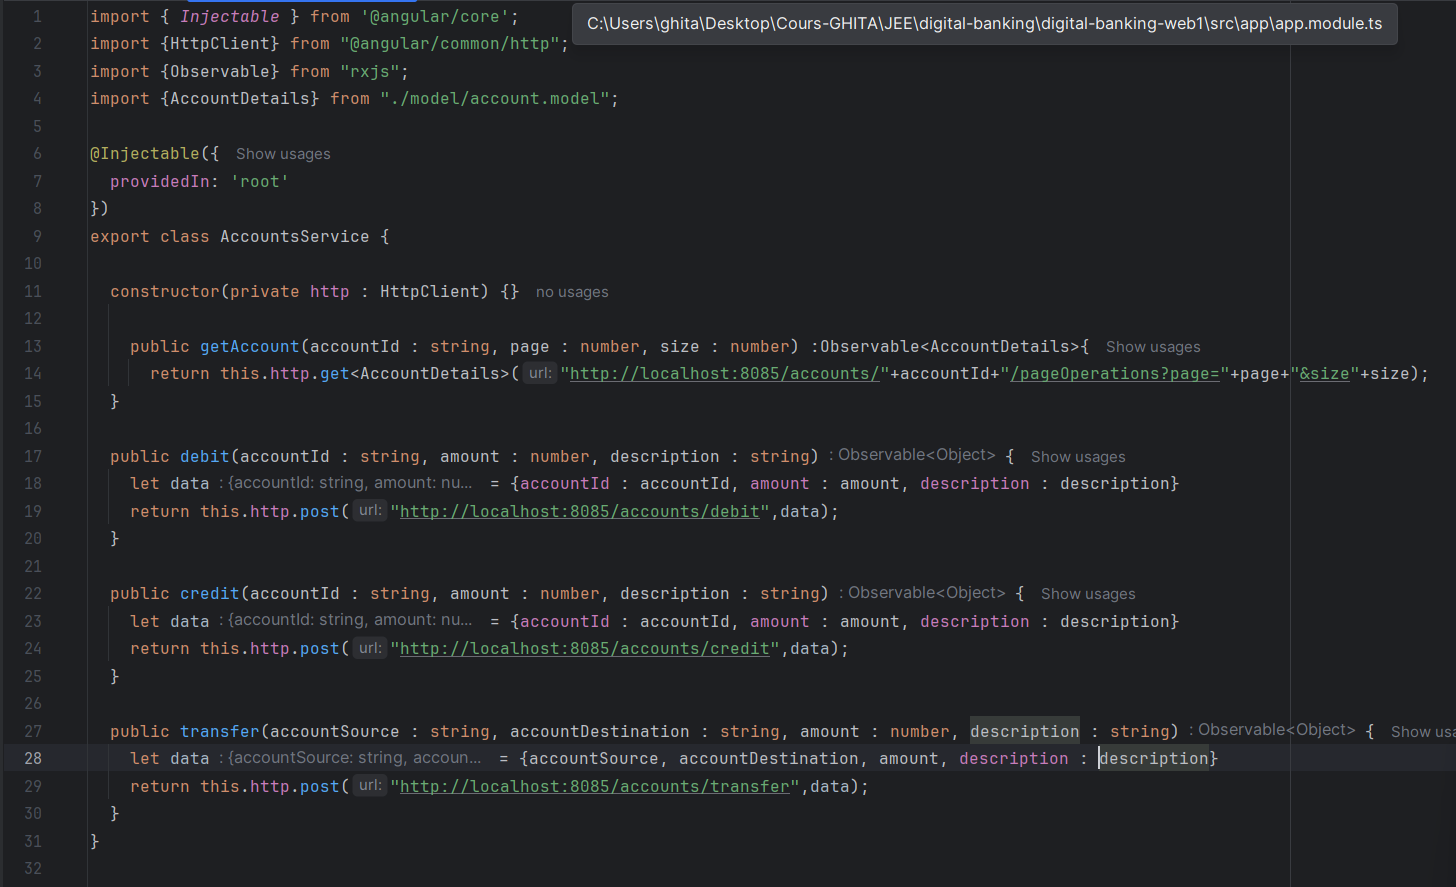 C:\Users\ghita\Desktop\Cours-GHITA\JEE\digital-banking\digital-banking-web1\src\app\app.module.ts
1 import { Injectable } from '@angular/core';
2 import {HttpClient} from "@angular/common/http";
3 import {Observable} from "rxjs";
4 import {AccountDetails} from "./model/account.model";
5
6 @Injectable({ Show usages
7 providedIn: 'root'
8 })
9 export class AccountsService {
10
11 constructor(private http : HttpClient) {} no usages
12
13 public getAccount(accountId : string, page : number, size : number) :Observable<AccountDetails>{ Show usages
14 return this.http.get<AccountDetails>( url: "http://localhost:8085/accounts/"+accountId+"/pageOperations?page="+page+"&size"+size);
15 }
16
17 public debit(accountId : string, amount : number, description : string) : Observable<Object> { Show usages
18 let data : {accountId: string, amount: nu... = {accountId : accountId, amount : amount, description : description}
19 return this.http.post( url: "http://localhost:8085/accounts/debit",data);
20 }
21
22 public credit(accountId : string, amount : number, description : string) : Observable<Object> { Show usages
23 let data : {accountId: string, amount: nu... = {accountId : accountId, amount : amount, description : description}
24 return this.http.post( url: "http://localhost:8085/accounts/credit",data);
25 }
26
27 public transfer(accountSource : string, accountDestination : string, amount : number, description : string) : Observable<Object> { Show usa
28 let data : {accountSource: string, accoun... = {accountSource, accountDestination, amount, description : description}
29 return this.http.post( url: "http://localhost:8085/accounts/transfer",data);
30 }
31 }
32